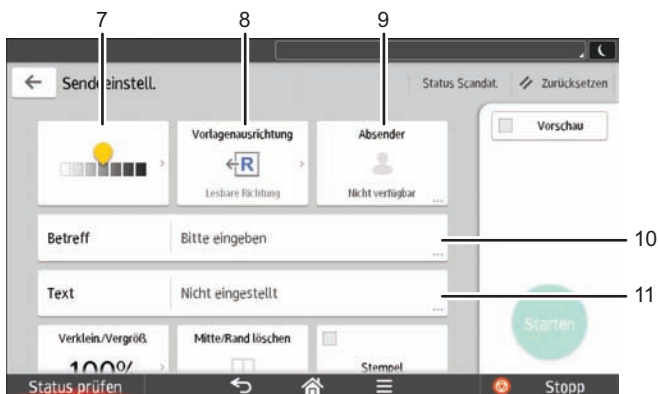 7 8 9
Sendeeinstell.
Status Scandat.
Zurücksetzen
Vorlagenausrichtung
R
Lesbare Richtung
Absender
Nicht verfügbar
...
Vorschau
Betreff
Bitte eingeben
...
10
Text
Nicht eingestellt
...
11
Starten
Verklein./Vergröß.
100%
Mitte/Rand löschen
Stempel
Status prüfen
Stopp